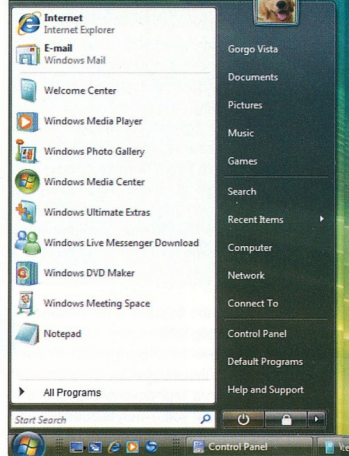 Internet
Internet Explorer
E-mail
Windows Mail
Welcome Center
Windows Media Player
Windows Photo Gallery
Windows Media Center
Windows Ultimate Extras
Windows Live Messenger Download
Windows DVD Maker
Windows Meeting Space
Notepad
All Programs
Start Search
Gorgo Vista
Documents
Pictures
Music
Games
Search
Recent Items
Computer
Network
Connect To
Control Panel
Default Programs
Help and Support
Control Panel